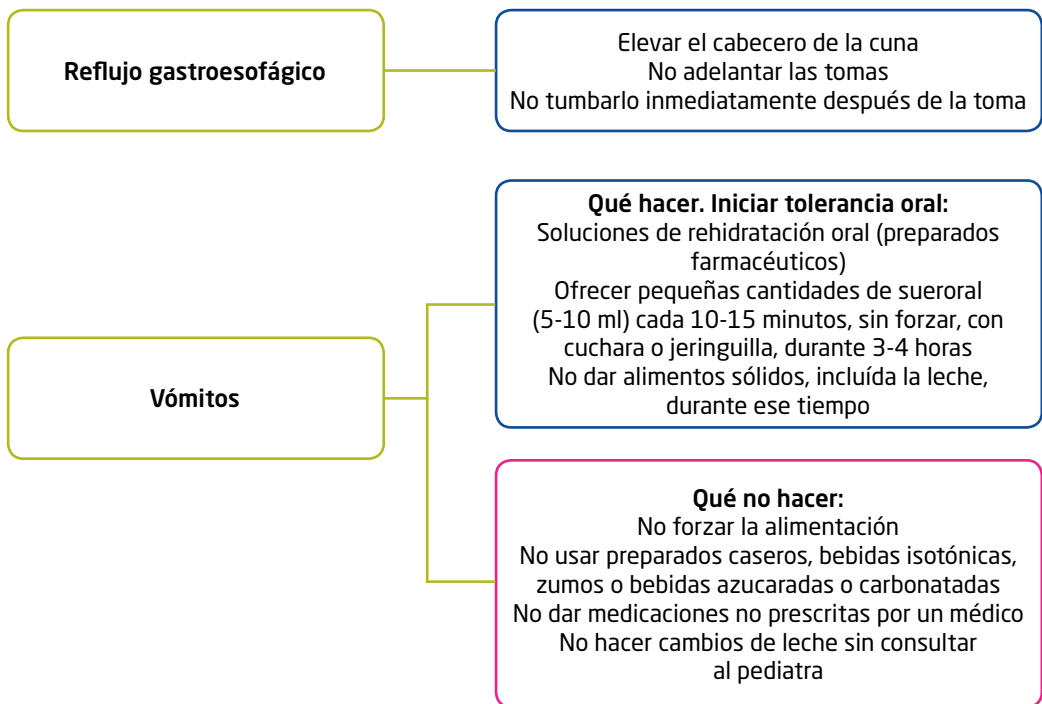 Reflujo gastroesofágico
Elevar el cabecero de la cuna
No adelantar las tomas
No tumbarlo inmediatamente después de la toma
Vómitos
Qué hacer. Iniciar tolerancia oral:
Soluciones de rehidratación oral (preparados
farmacéuticos)
Ofrecer pequeñas cantidades de sueroral
(5-10 ml) cada 10-15 minutos, sin forzar, con
cuchara o jeringuilla, durante 3-4 horas
No dar alimentos sólidos, incluída la leche,
durante ese tiempo
Qué no hacer:
No forzar la alimentación
No usar preparados caseros, bebidas isotónicas,
zumos o bebidas azucaradas o carbonatadas
No dar medicaciones no prescritas por un médico
No hacer cambios de leche sin consultar
al pediatra